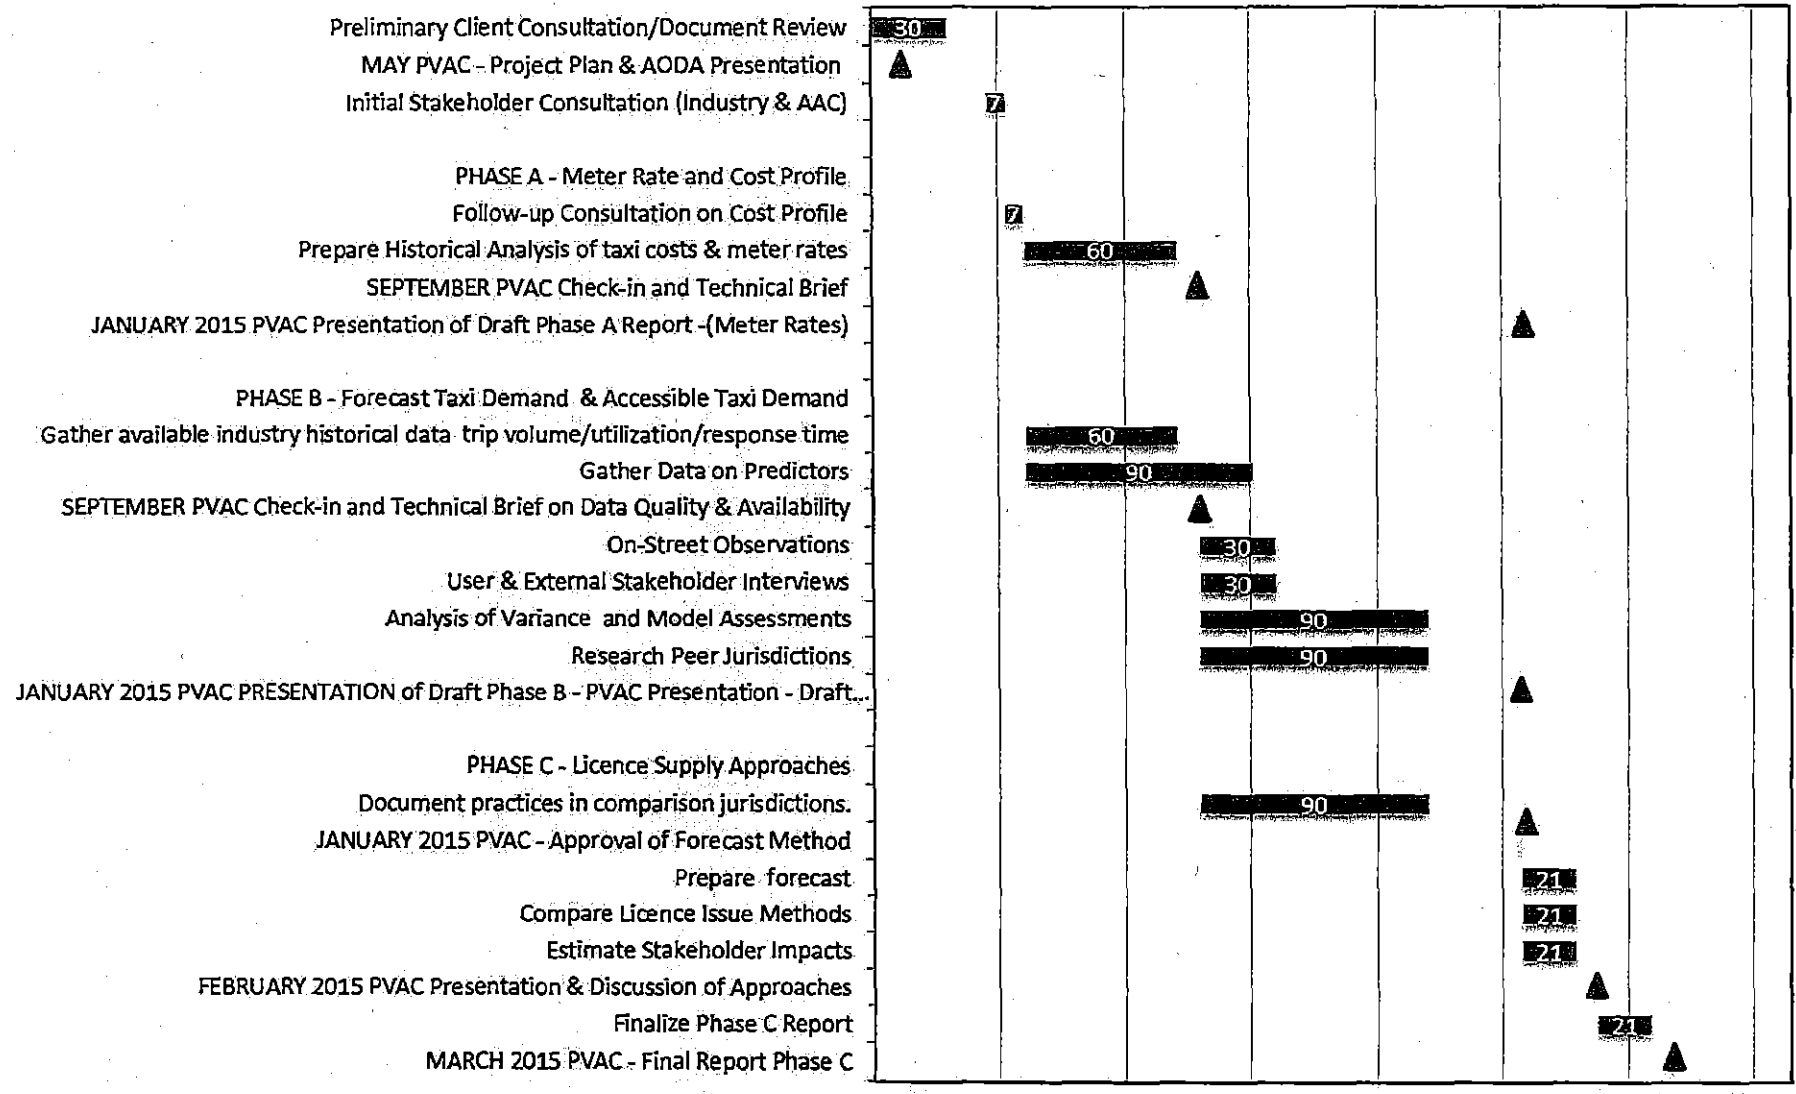 Preliminary Client Consultation/Document Review 30
MAY PVAC - Project Plan & AODA Presentation
Initial Stakeholder Consultation (Industry & AAC) 7
PHASE A - Meter Rate and Cost Profile
Follow-up Consultation on Cost Profile 7
Prepare Historical Analysis of taxi costs & meter rates 60
SEPTEMBER PVAC Check-in and Technical Brief
JANUARY 2015 PVAC Presentation of Draft Phase A Report -(Meter Rates)
PHASE B - Forecast Taxi Demand & Accessible Taxi Demand
Gather available industry historical data trip volume/utilization/response time 60
Gather Data on Predictors 90
SEPTEMBER PVAC Check-in and Technical Brief on Data Quality & Availability
On-Street Observations 30
User & External Stakeholder Interviews 30
Analysis of Variance and Model Assessments 90
Research Peer Jurisdictions 90
JANUARY 2015 PVAC PRESENTATION of Draft Phase B - PVAC Presentation - Draft...
PHASE C - Licence Supply Approaches
Document practices in comparison jurisdictions. 90
JANUARY 2015 PVAC - Approval of Forecast Method
Prepare forecast 21
Compare Licence Issue Methods 21
Estimate Stakeholder Impacts 21
FEBRUARY 2015 PVAC Presentation & Discussion of Approaches
Finalize Phase C Report 21
MARCH 2015 PVAC - Final Report Phase C